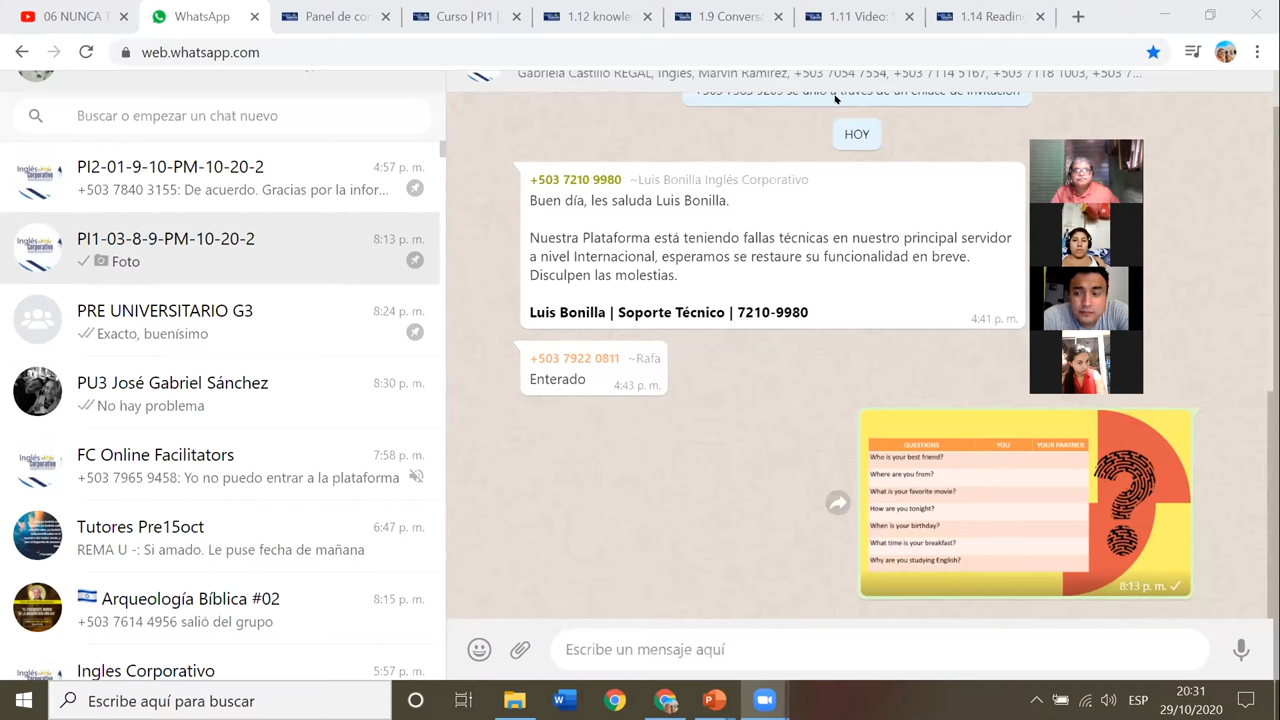 06 NUNCA T
WhatsApp
Panel de cor
Curso | PI1 |
1.12 knowle
1.9 Conversa
1.11 Video:
1.14 Readin
web.whatsapp.com
Gabriela Castillo REGAL, Ingles, Marvin Ramirez, +503 7054 7554, +503 7114 5167, +503 7118 1003, +503 7...
Buscar o empezar un chat nuevo
HOY
PI2-01-9-10-PM-10-20-2
4:57 p. m.
+503 7840 3155: De acuerdo. Gracias por la infor...
PI1-03-8-9-PM-10-20-2
8:13 p. m.
Foto
PRE UNIVERSITARIO G3
8:24 p. m.
Exacto, buenísimo
PU3 José Gabriel Sánchez
8:30 p. m.
No hay problema
FC Online Facilitators
7:58 p. m.
+503 7965 9458: Yo no puedo entrar a la plataforma
Tutores Pre15oct
6:47 p. m.
REMA U -: Si amado. Le puse fecha de mañana
Arqueología Bíblica #02
8:15 p. m.
+503 7614 4956 salió del grupo
Ingles Corporativo
5:57 p. m.
+503 7210 9980 ~Luis Bonilla Inglés Corporativo
Buen día, les saluda Luis Bonilla.
Nuestra Plataforma está teniendo fallas técnicas en nuestro principal servidor
a nivel Internacional, esperamos se restaure su funcionalidad en breve.
Disculpen las molestias.
Luis Bonilla | Soporte Técnico | 7210-9980
4:41 p. m.
+503 7922 0811 ~Rafa
Enterado
4:43 p. m.
QUESTIONS YOU YOUR PARTNER
Who is your best friend?
Where are you from?
What is your favorite movie?
How are you tonight?
When is your birthday?
What time is your breakfast?
Why are you studying English?
8:13 p. m.
Escribe un mensaje aquí
Escribe aquí para buscar
ESP
20:31
29/10/2020